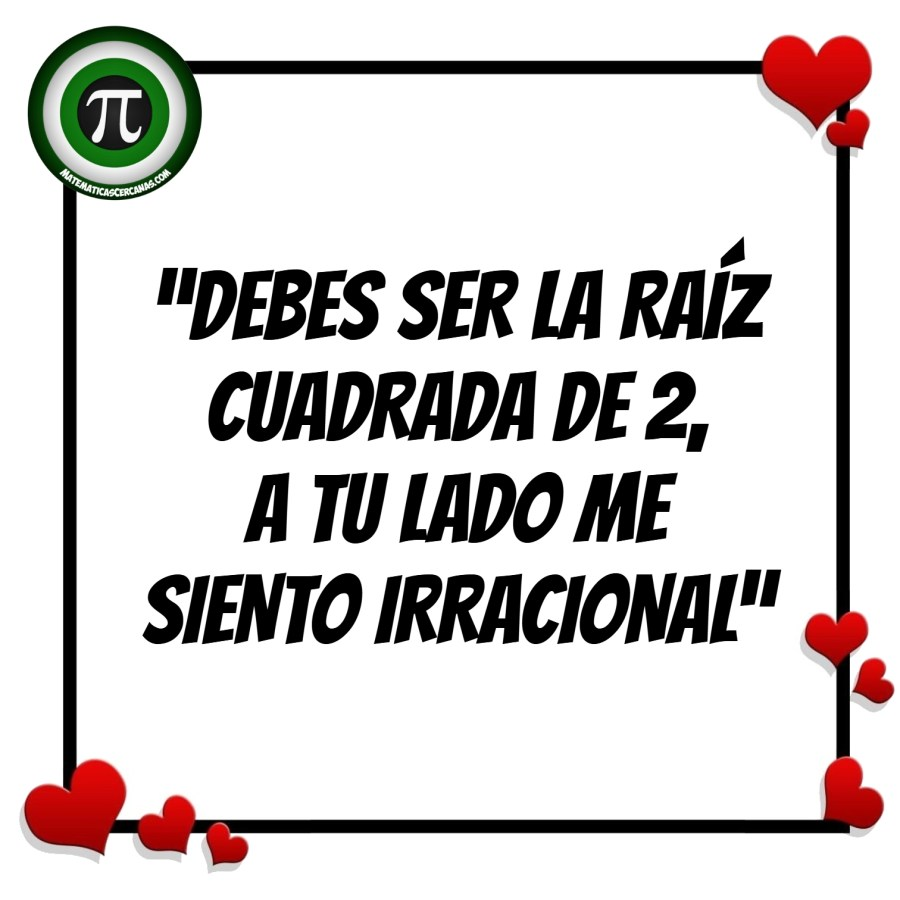 π
MATEMATICASCERCANAS.COM
"DEBES SER LA RAÍZ
CUADRADA DE 2,
A TU LADO ME
SIENTO IRRACIONAL"